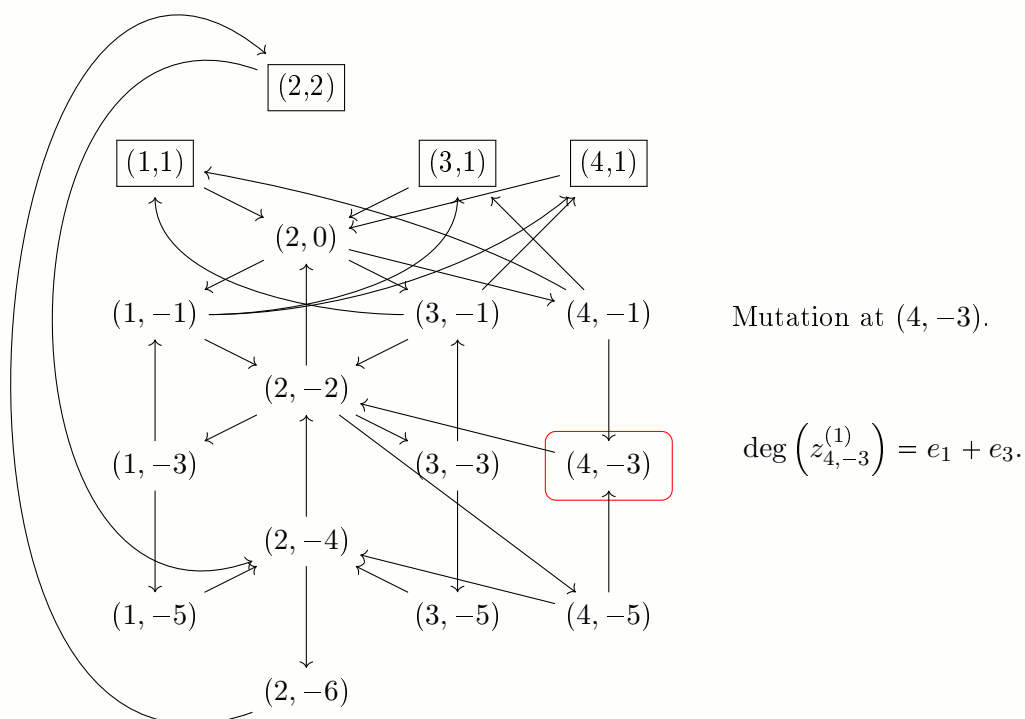 (2,2)
(1,1) (3,1) (4,1)
(2, 0)
(1, −1) (3, −1) (4, −1) Mutation at (4, −3).
(2, −2)
(1, −3) (3, −3) (4, −3) deg (z_{4,−3}^{(1)}) = e_1 + e_3.
(2, −4)
(1, −5) (3, −5) (4, −5)
(2, −6)